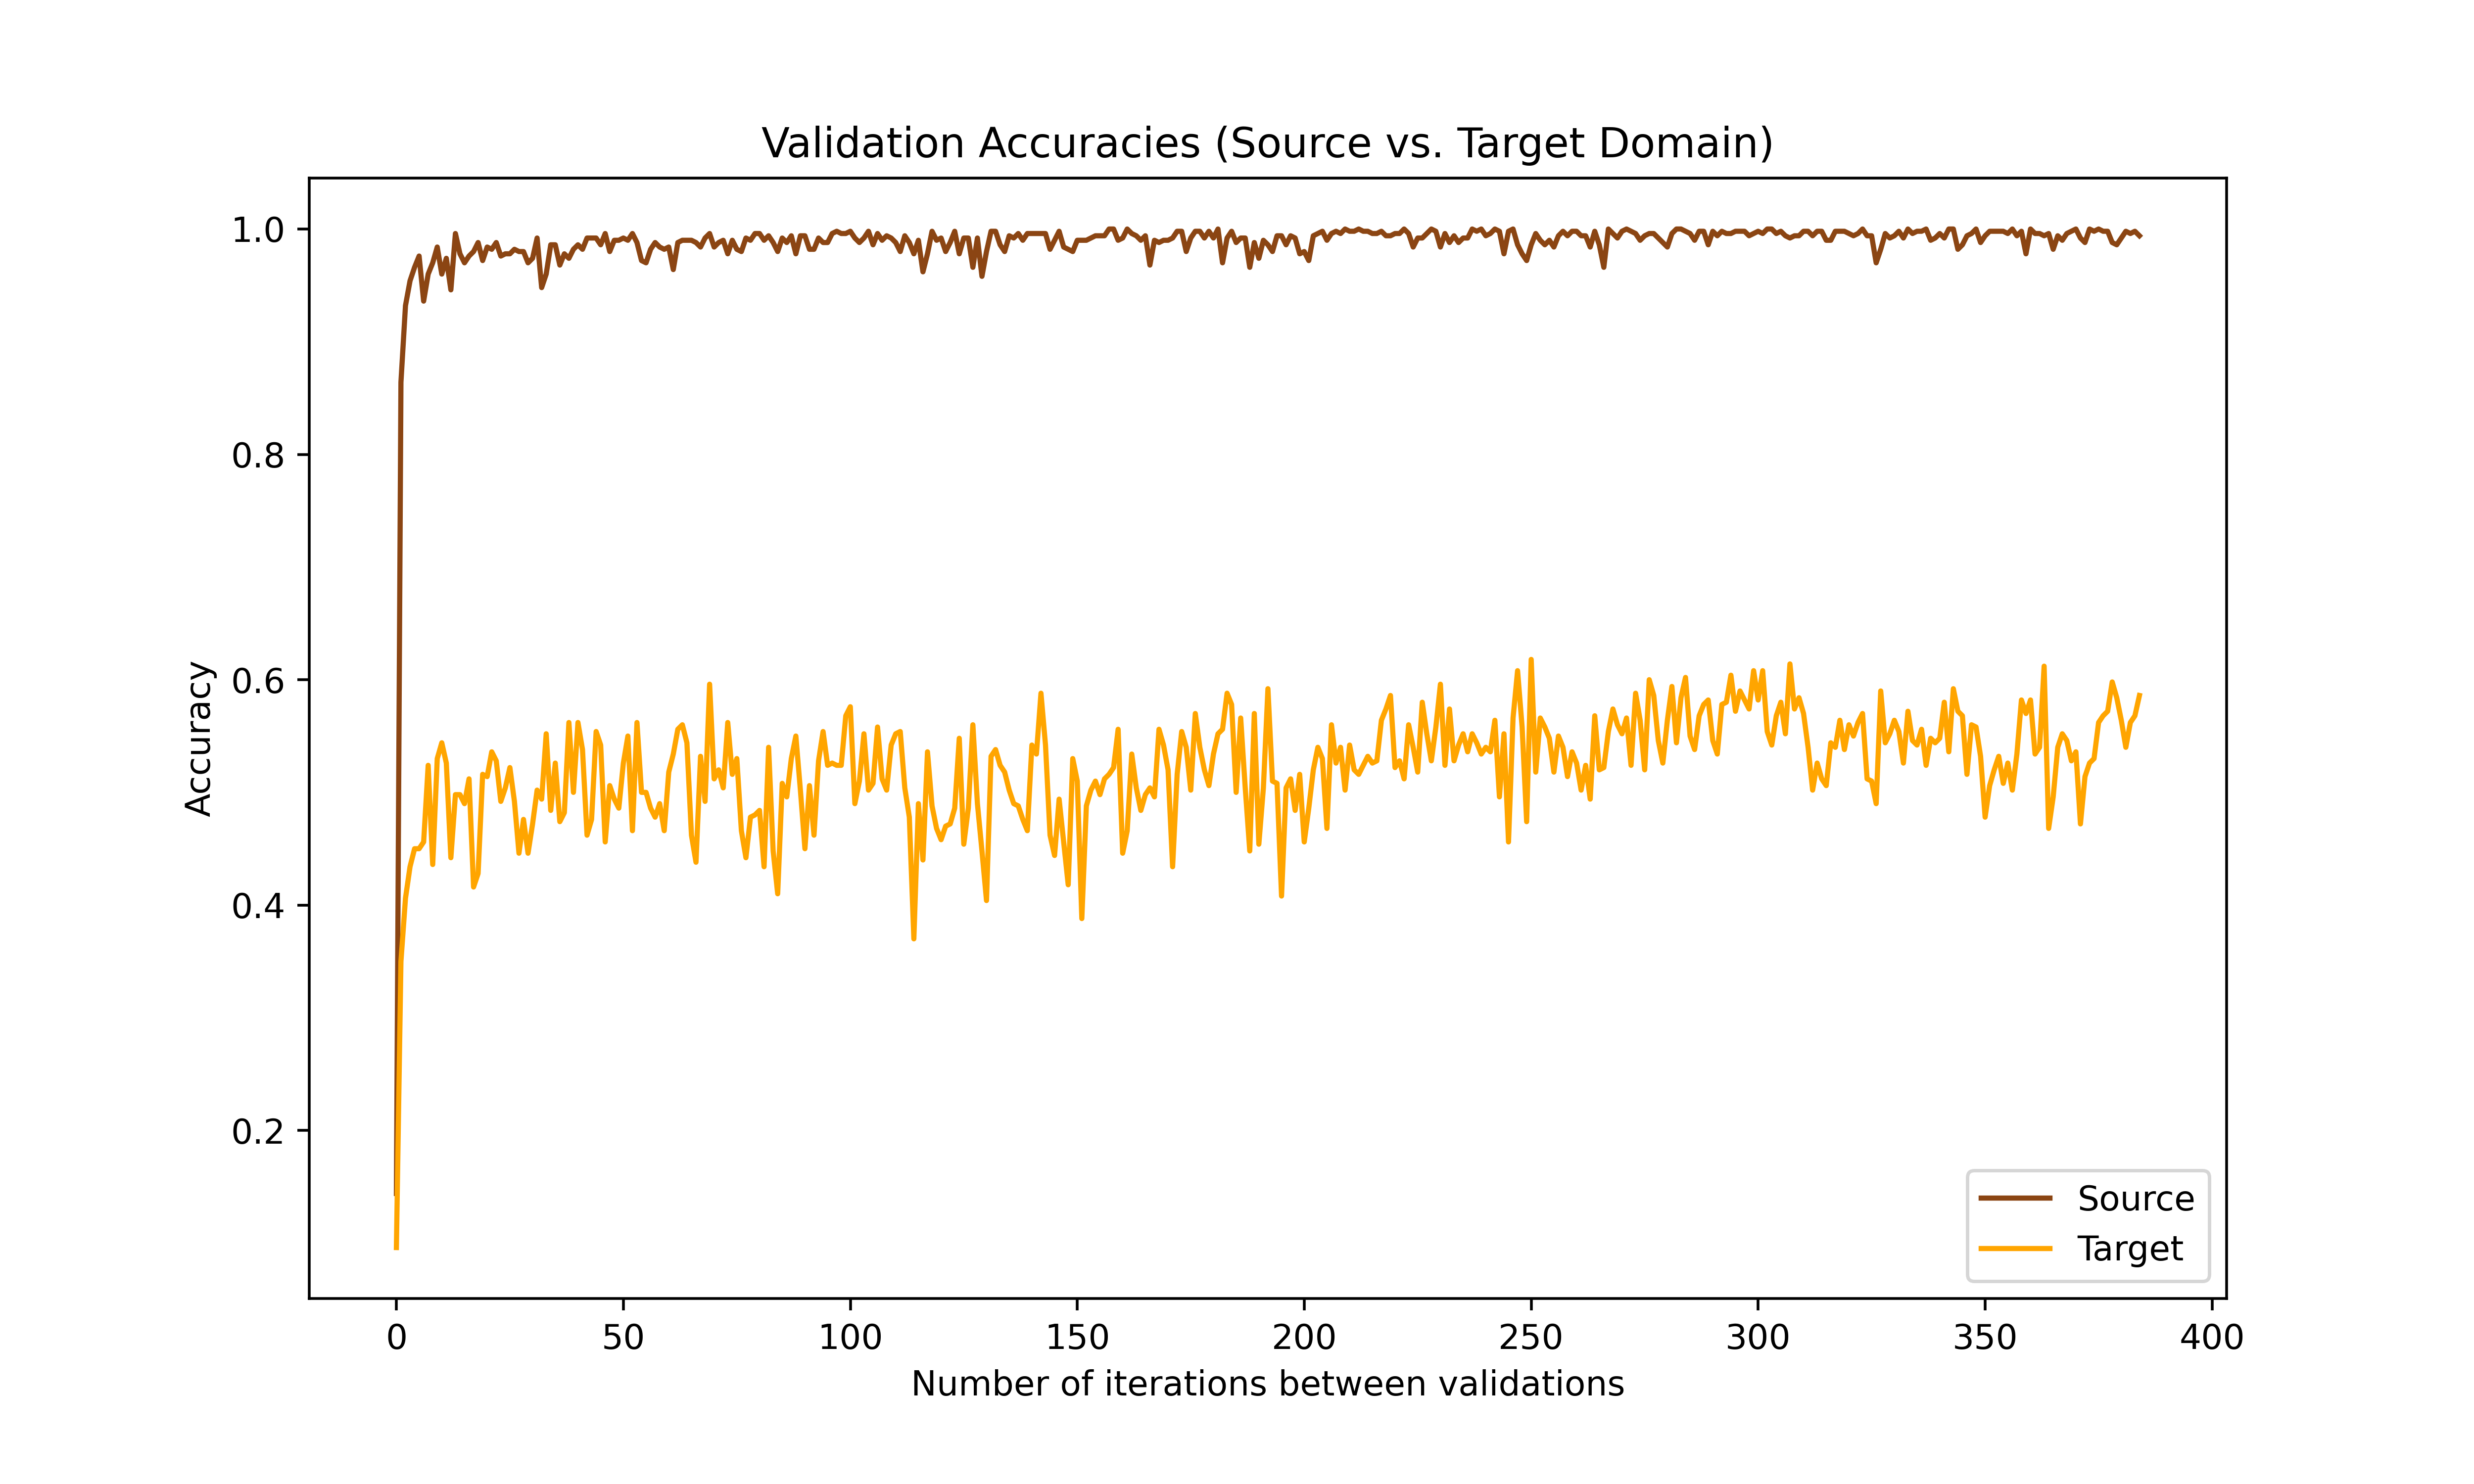 Validation Accuracies (Source vs. Target Domain)
1.0
0.8
0.6
0.4
0.2
Accuracy
0 50 100 150 200 250 300 350 400
Number of iterations between validations
Source
Target